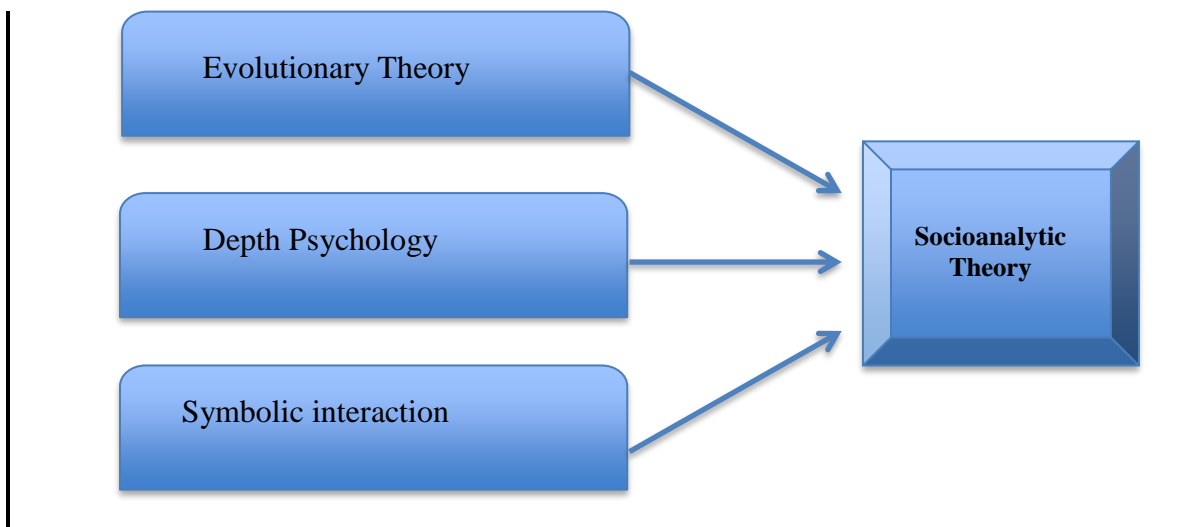 Evolutionary Theory
Depth Psychology
Symbolic interaction
Socioanalytic
Theory